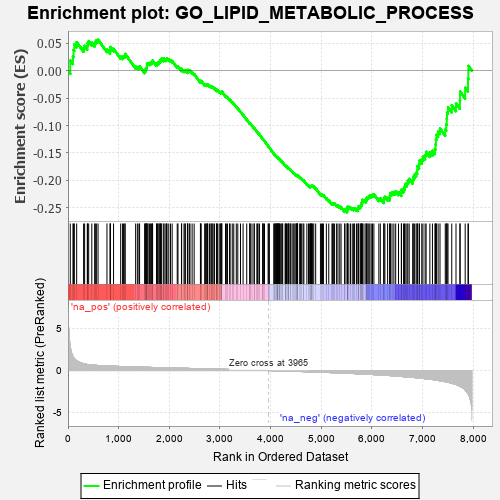 Enrichment plot: GO_LIPID_METABOLIC_PROCESS
Enrichment score (ES)
0.05
0.00
-0.05
-0.10
-0.15
-0.20
-0.25
'na_pos' (positively correlated)
Ranked list metric (PreRanked)
5
0
-5
Zero cross at 3965
'na_neg' (negatively correlated)
0 1,000 2,000 3,000 4,000 5,000 6,000 7,000 8,000
Rank in Ordered Dataset
Enrichment profile Hits Ranking metric scores